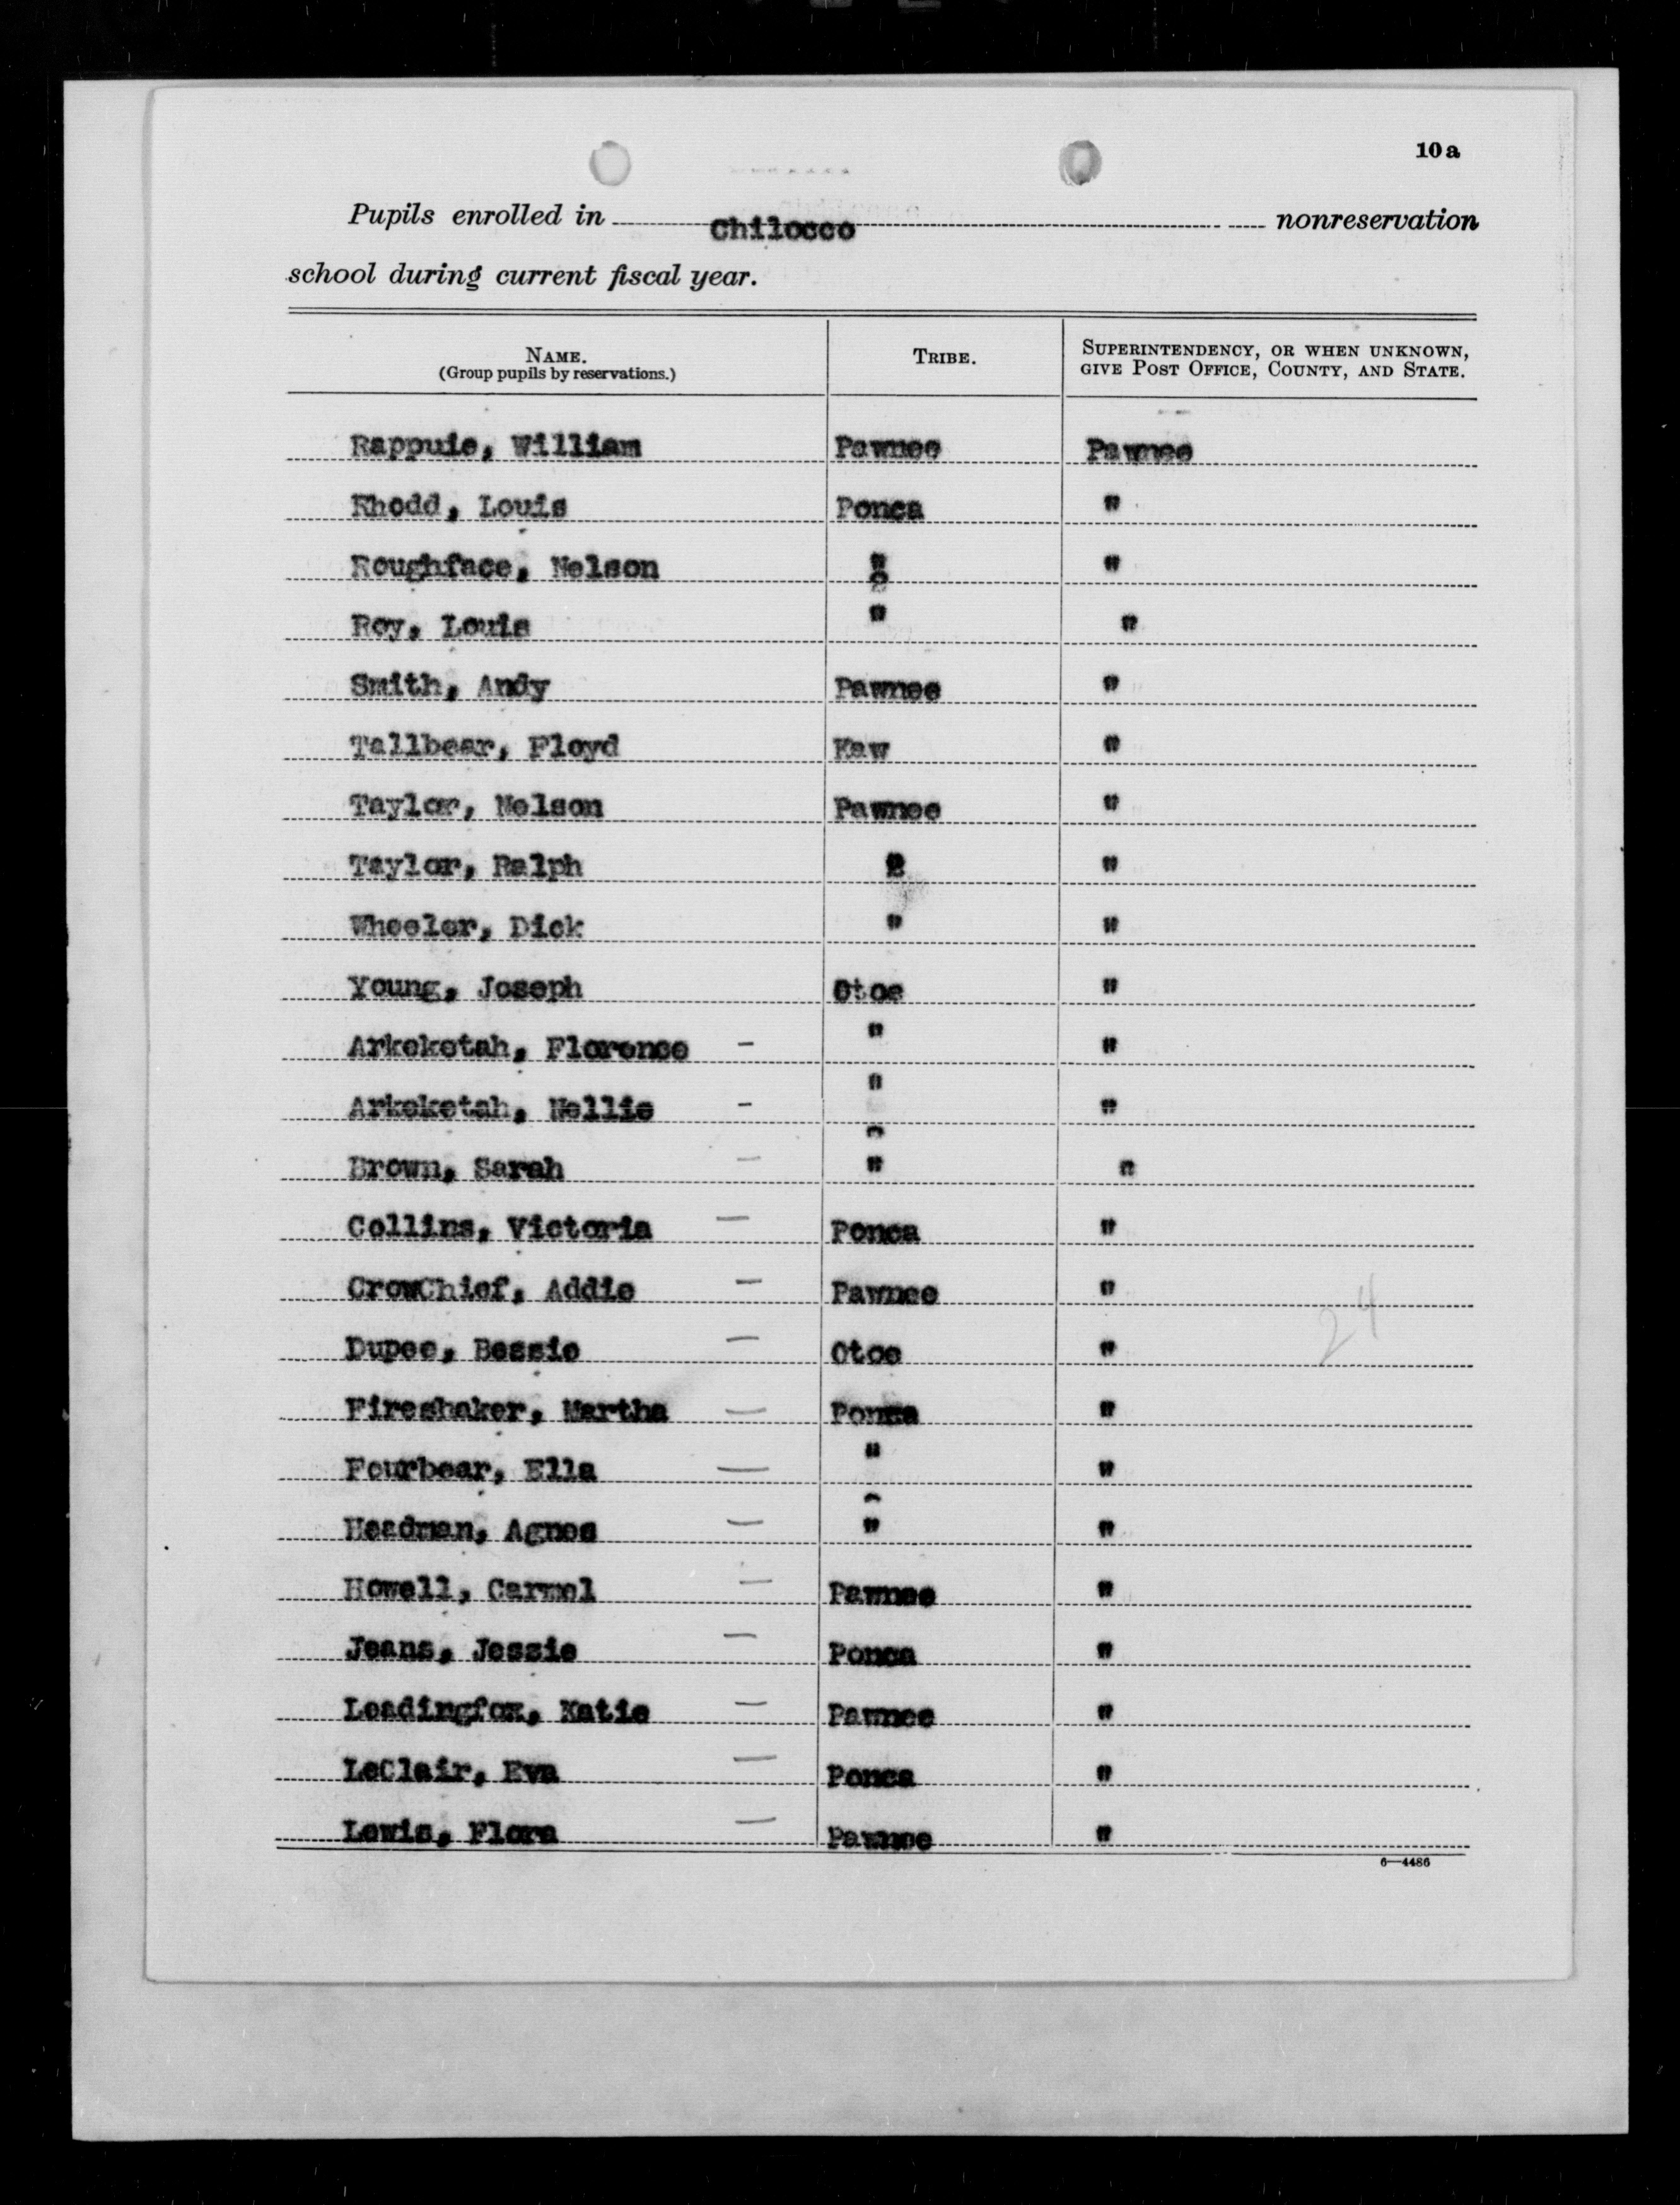 10a
Pupils enrolled in Chilocco nonreservation
school during current fiscal year.
NAME. TRIBE. SUPERINTENDENCY, OR WHEN UNKNOWN,
(Group pupils by reservations.) GIVE POST OFFICE, COUNTY, AND STATE.
Rappuie, William Pawnee Pawnee
Rhodd, Louis Ponca "
Roughface, Nelson " "
Roy, Louis " "
Smith, Andy Pawnee "
Tallbear, Floyd Kaw "
Taylor, Nelson Pawnee "
Taylor, Ralph " "
Wheeler, Dick " "
Young, Joseph Otoe "
Arkeketah, Florence - " "
Arkeketah, Nellie - " "
Brown, Sarah - " "
Collins, Victoria - Ponca "
CrowChief, Addie - Pawnee "
Dupee, Bessie - Otoe "
24
Fireshaker, Martha - Ponca "
Fourbear, Ella - " "
Headman, Agnes - " "
Howell, Carmel - Pawnee "
Jeans, Jessie - Ponca "
Leadingfox, Katie - Pawnee "
LeClair, Eva - Ponca "
Lewis, Flora - Pawnee "
6—4486